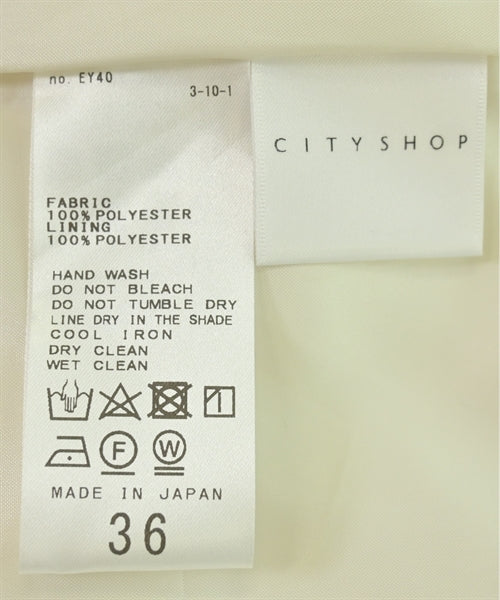 no. EY40
3-10-1
CITYSHOP
FABRIC
100% POLYESTER
LINING
100% POLYESTER
HAND WASH
DO NOT BLEACH
DO NOT TUMBLE DRY
LINE DRY IN THE SHADE
COOL IRON
DRY CLEAN
WET CLEAN
F W
MADE IN JAPAN
36